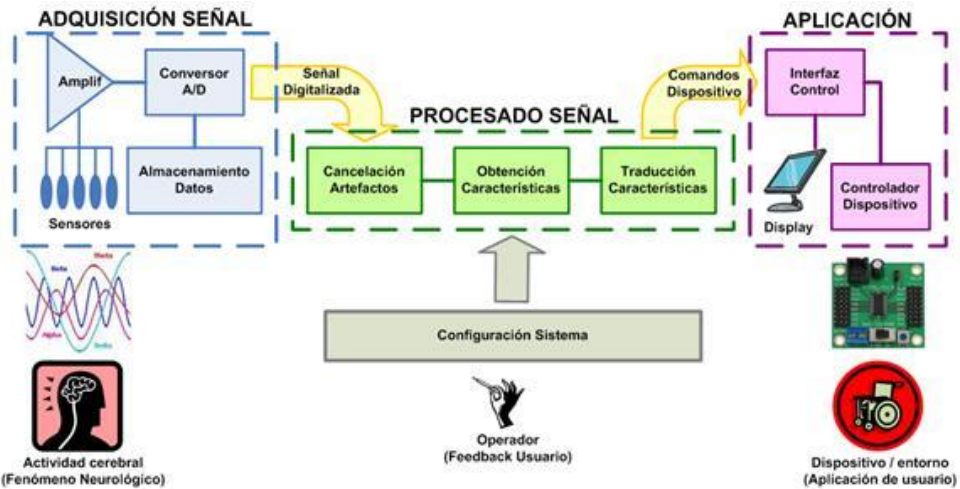 ADQUISICIÓN SEÑAL
Amplif
Conversor
A/D
Almacenamiento
Datos
Sensores
Señal
Digitalizada
PROCESADO SEÑAL
Cancelación
Artefactos
Obtención
Características
Traducción
Características
Comandos
Dispositivo
APLICACIÓN
Interfaz
Control
Display
Controlador
Dispositivo
Beta
Theta
Alpha
Delta
Configuración Sistema
Actividad cerebral
(Fenómeno Neurológico)
Operador
(Feedback Usuario)
Dispositivo / entorno
(Aplicación de usuario)